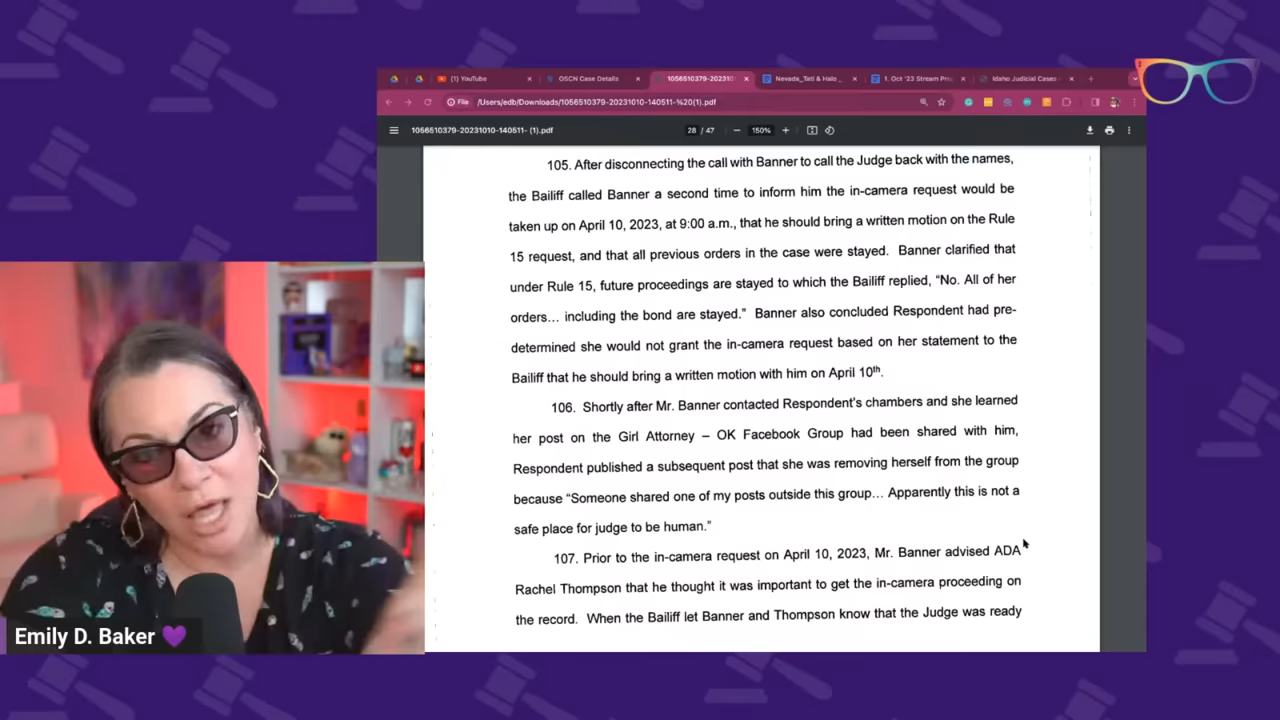 (1) YouTube
OSCN Case Details
1056510379-202310
Nevada_Tati & Halo
1. Oct '23 Stream Pr
Idaho Judicial Cases
File /Users/edb/Downloads/1056510379-20231010-140511-%20(1).pdf
1056510379-20231010-140511- (1).pdf
28 / 47
150%
105. After disconnecting the call with Banner to call the Judge back with the names,
the Bailiff called Banner a second time to inform him the in-camera request would be
taken up on April 10, 2023, at 9:00 a.m., that he should bring a written motion on the Rule
15 request, and that all previous orders in the case were stayed. Banner clarified that
under Rule 15, future proceedings are stayed to which the Bailiff replied, “No. All of her
orders... including the bond are stayed.” Banner also concluded Respondent had pre-
determined she would not grant the in-camera request based on her statement to the
Bailiff that he should bring a written motion with him on April 10th.
106. Shortly after Mr. Banner contacted Respondent's chambers and she learned
her post on the Girl Attorney – OK Facebook Group had been shared with him,
Respondent published a subsequent post that she was removing herself from the group
because “Someone shared one of my posts outside this group... Apparently this is not a
safe place for judge to be human.”
107. Prior to the in-camera request on April 10, 2023, Mr. Banner advised ADA
Rachel Thompson that he thought it was important to get the in-camera proceeding on
the record. When the Bailiff let Banner and Thompson know that the Judge was ready
Emily D. Baker 💜